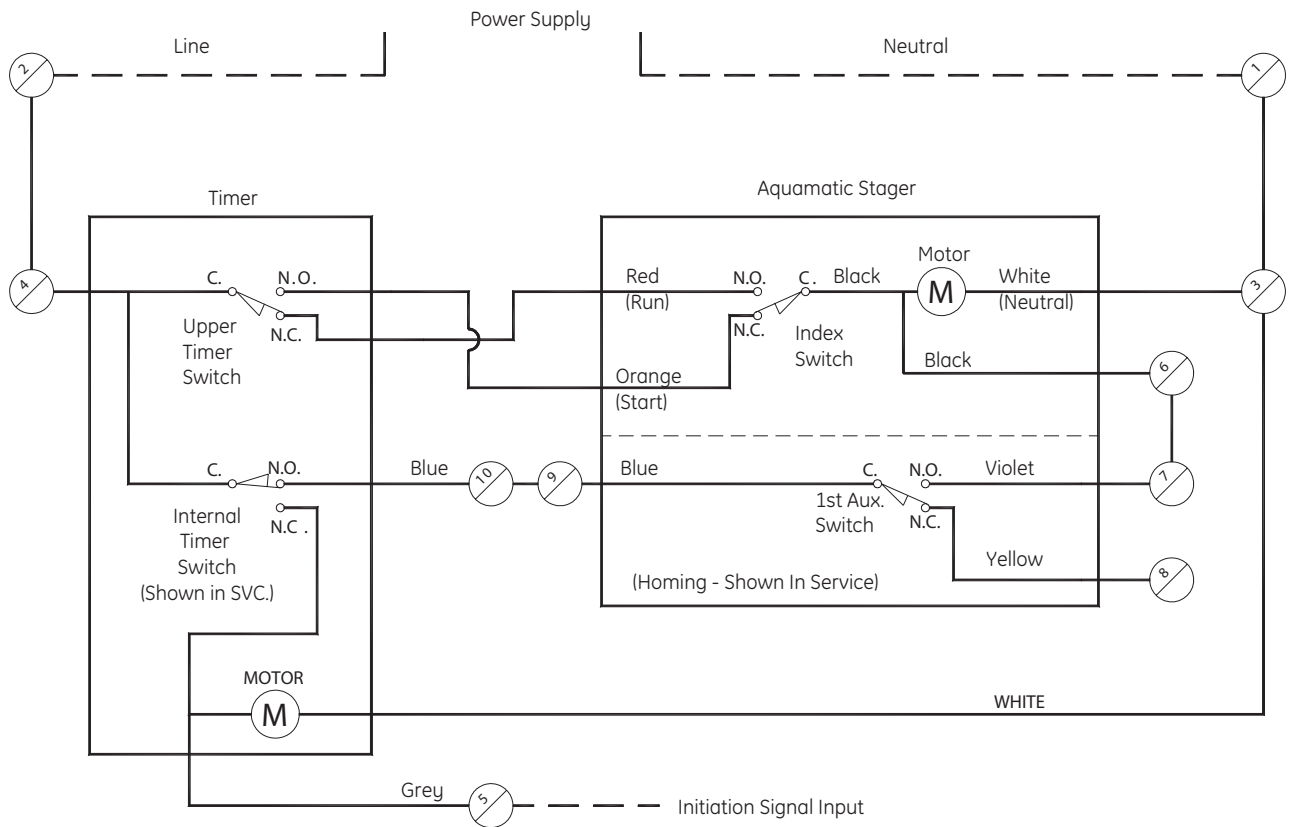 Power Supply
Line
Neutral
2
1
Timer
Aquamatic Stager
4
C.
N.O.
N.C.
Upper
Timer
Switch
Red
(Run)
N.O.
C.
Black
Motor
M
White
(Neutral)
3
N.C.
Index
Switch
Black
6
Orange
(Start)
C.
N.O.
N.C.
Internal
Timer
Switch
(Shown in SVC.)
Blue
10
9
Blue
C.
N.O.
Violet
7
1st Aux.
Switch
N.C.
Yellow
8
(Homing - Shown In Service)
MOTOR
M
WHITE
Grey
5
Initiation Signal Input